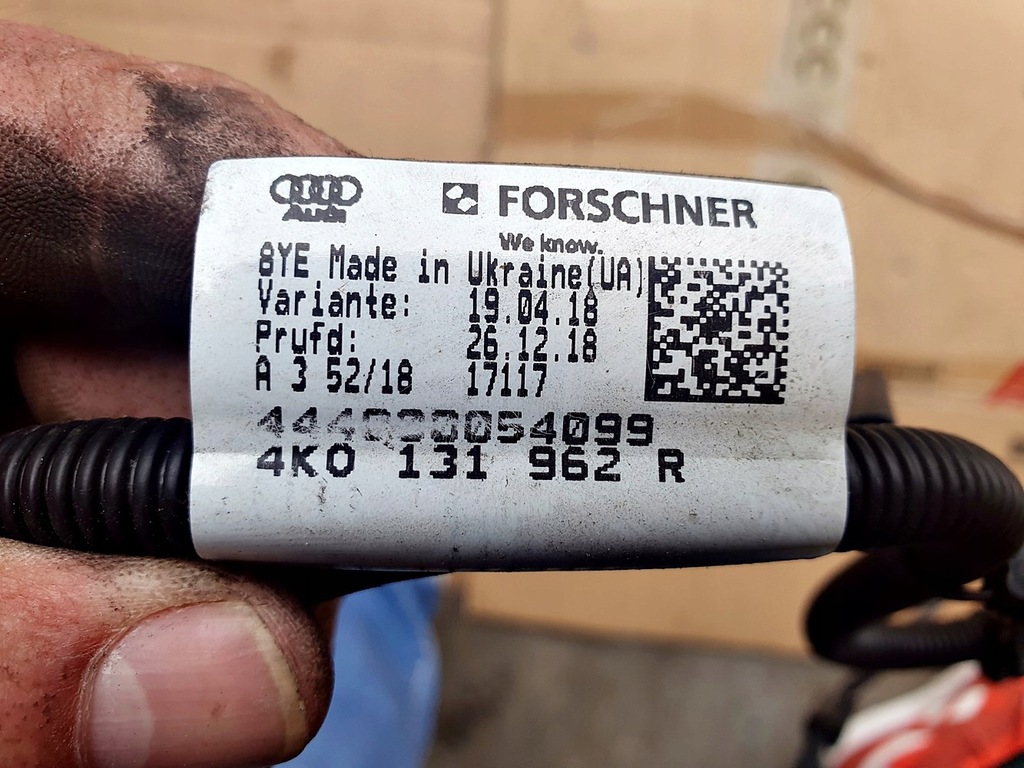 Audi
FORSCHNER
We know.
8YE Made in Ukraine(UA)
Variante: 19.04.18
Prufd: 26.12.18
A 3 52/18 17117
4K0 131 962 R